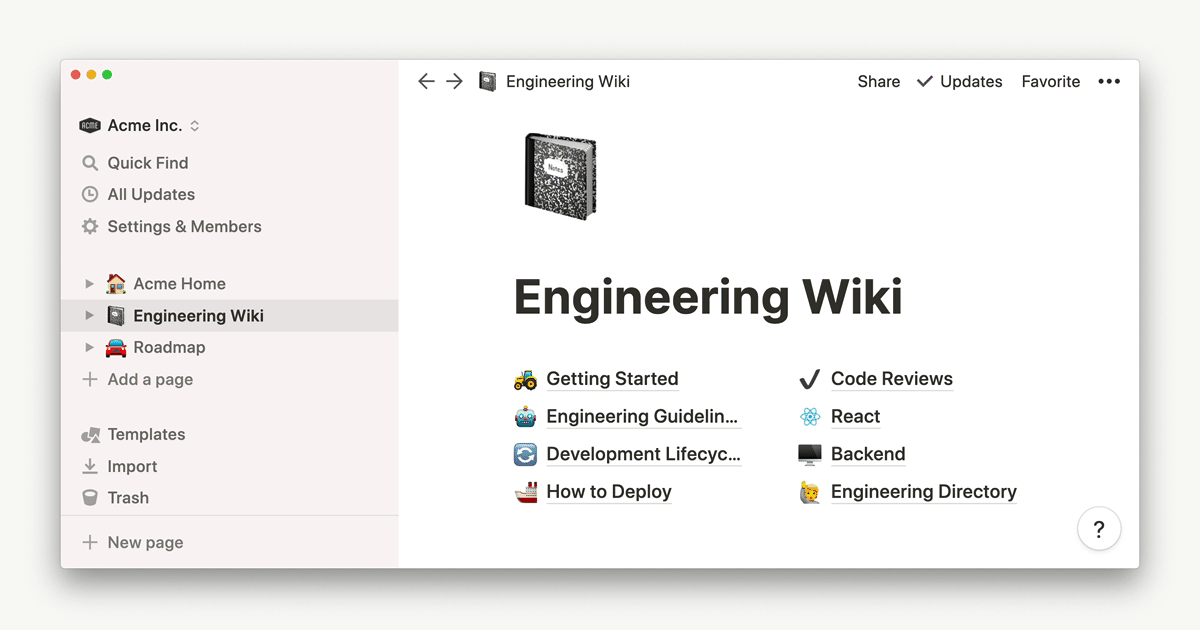 ACME Acme Inc.
Quick Find
All Updates
Settings & Members
Acme Home
Engineering Wiki
Roadmap
Add a page
Templates
Import
Trash
New page
Engineering Wiki
Share
Updates
Favorite
•••
Notes
Engineering Wiki
Getting Started
Engineering Guidelin...
Development Lifecyc...
How to Deploy
Code Reviews
React
Backend
Engineering Directory
?